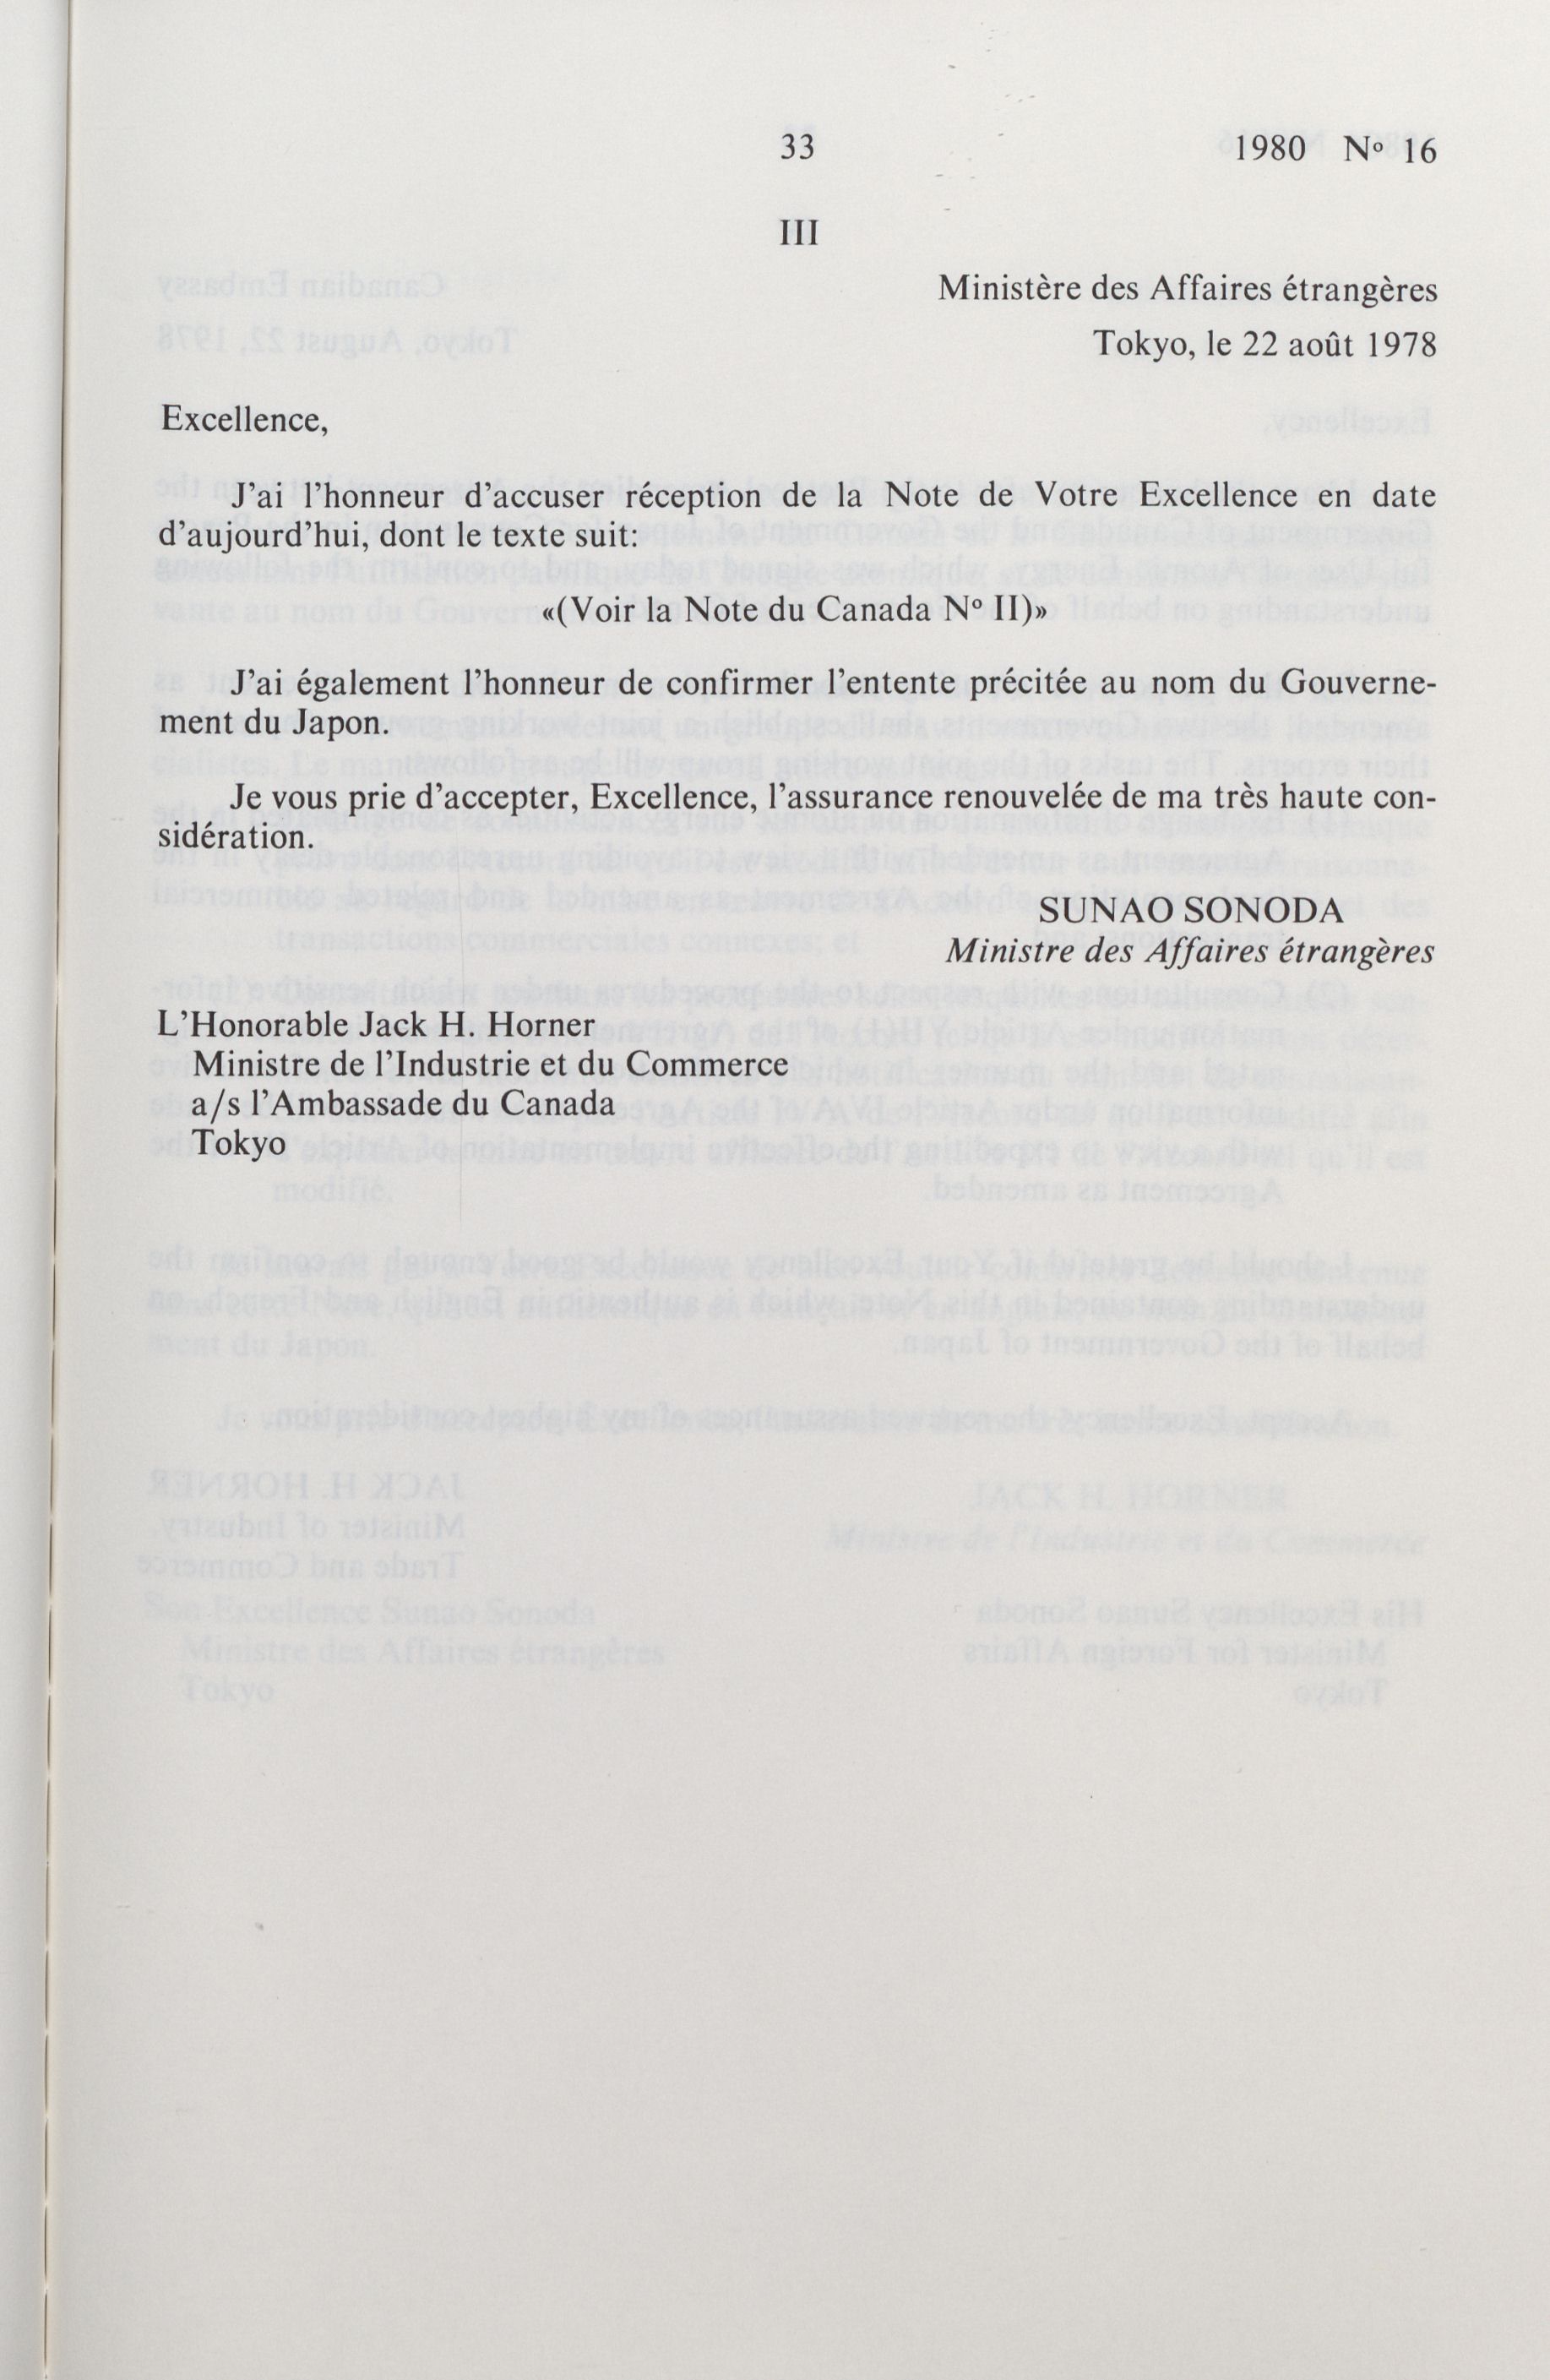 33
1980 Nº 16
III
Ministère des Affaires étrangères
Tokyo, le 22 août 1978
Excellence,
J'ai l'honneur d'accuser réception de la Note de Votre Excellence en date
d'aujourd'hui, dont le texte suit:
«(Voir la Note du Canada Nº II)»
J'ai également l'honneur de confirmer l'entente précitée au nom du Gouverne-
ment du Japon.
Je vous prie d'accepter, Excellence, l'assurance renouvelée de ma très haute con-
sidération.
SUNAO SONODA
Ministre des Affaires étrangères
L'Honorable Jack H. Horner
Ministre de l'Industrie et du Commerce
a/s l'Ambassade du Canada
Tokyo